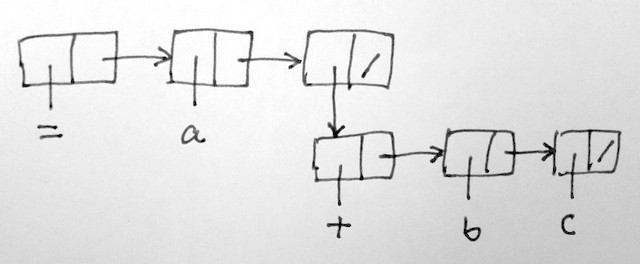 = a
+ b c